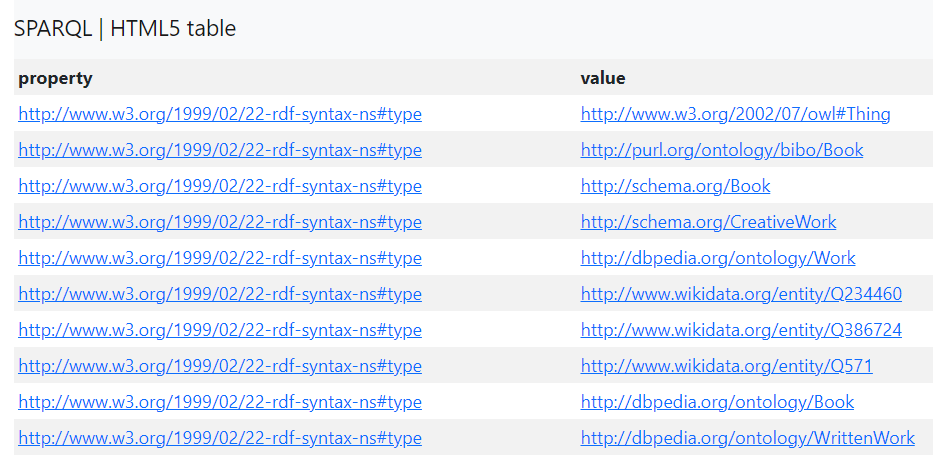 SPARQL | HTML5 table
property value
http://www.w3.org/1999/02/22-rdf-syntax-ns#type http://www.w3.org/2002/07/owl#Thing
http://www.w3.org/1999/02/22-rdf-syntax-ns#type http://purl.org/ontology/bibo/Book
http://www.w3.org/1999/02/22-rdf-syntax-ns#type http://schema.org/Book
http://www.w3.org/1999/02/22-rdf-syntax-ns#type http://schema.org/CreativeWork
http://www.w3.org/1999/02/22-rdf-syntax-ns#type http://dbpedia.org/ontology/Work
http://www.w3.org/1999/02/22-rdf-syntax-ns#type http://www.wikidata.org/entity/Q234460
http://www.w3.org/1999/02/22-rdf-syntax-ns#type http://www.wikidata.org/entity/Q386724
http://www.w3.org/1999/02/22-rdf-syntax-ns#type http://www.wikidata.org/entity/Q571
http://www.w3.org/1999/02/22-rdf-syntax-ns#type http://dbpedia.org/ontology/Book
http://www.w3.org/1999/02/22-rdf-syntax-ns#type http://dbpedia.org/ontology/WrittenWork